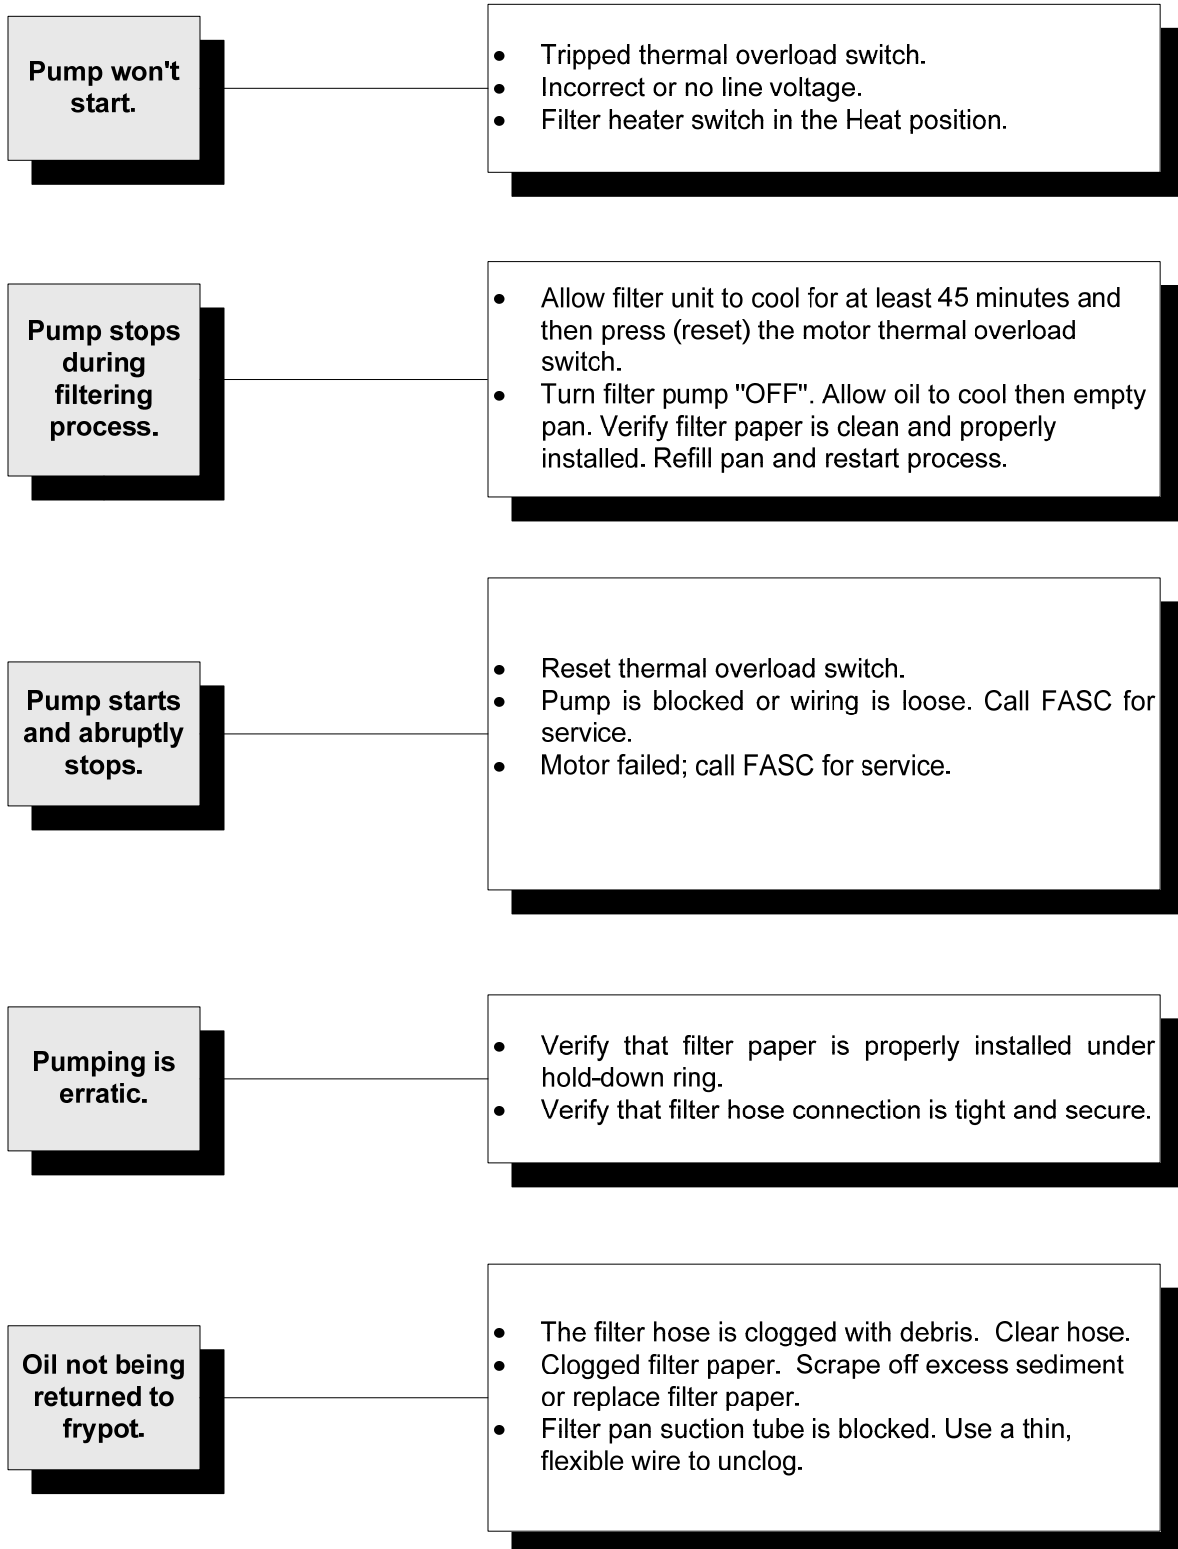 Pump won't
start.
• Tripped thermal overload switch.
• Incorrect or no line voltage.
• Filter heater switch in the Heat position.
Pump stops
during
filtering
process.
• Allow filter unit to cool for at least 45 minutes and
then press (reset) the motor thermal overload
switch.
• Turn filter pump "OFF". Allow oil to cool then empty
pan. Verify filter paper is clean and properly
installed. Refill pan and restart process.
Pump starts
and abruptly
stops.
• Reset thermal overload switch.
• Pump is blocked or wiring is loose. Call FASC for
service.
• Motor failed; call FASC for service.
Pumping is
erratic.
• Verify that filter paper is properly installed under
hold-down ring.
• Verify that filter hose connection is tight and secure.
Oil not being
returned to
frypot.
• The filter hose is clogged with debris.  Clear hose.
• Clogged filter paper.  Scrape off excess sediment
or replace filter paper.
• Filter pan suction tube is blocked. Use a thin,
flexible wire to unclog.